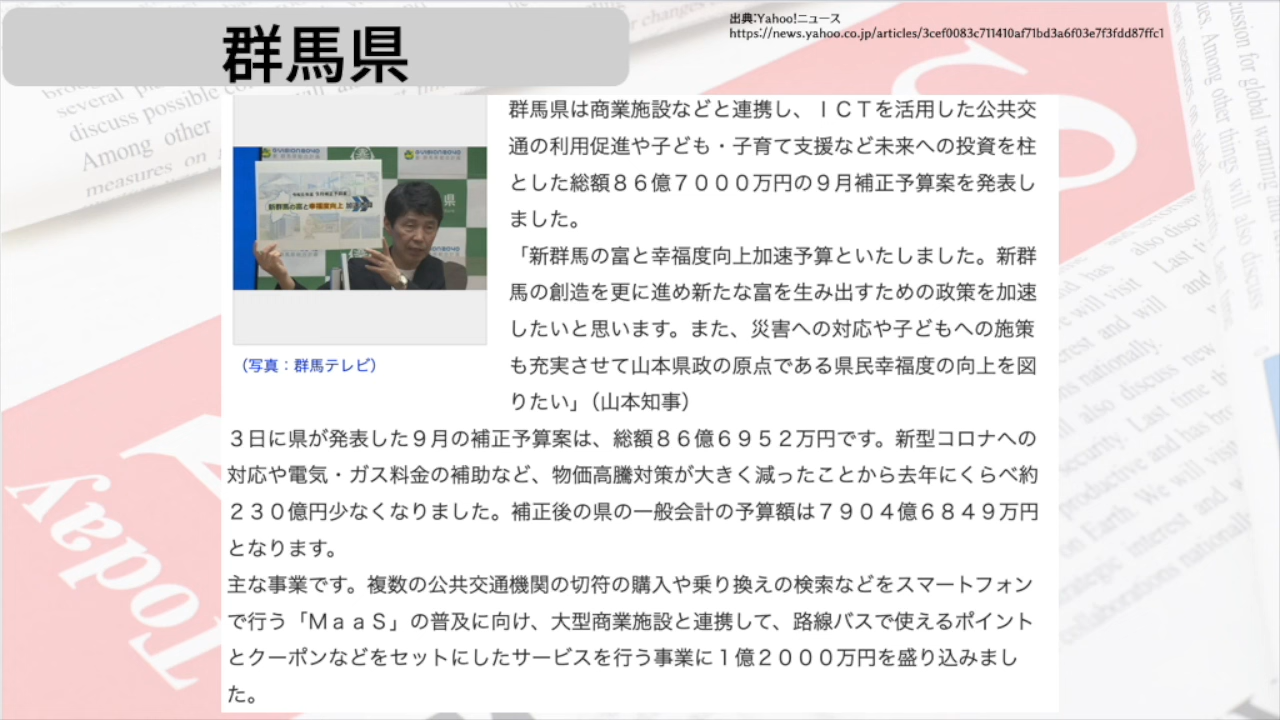 群馬県
出典:Yahoo!ニュース
https://news.yahoo.co.jp/articles/3cef0083c711410af71bd3a6f03e7f3fdd87ffc1
群馬県は商業施設などと連携し、ＩＣＴを活用した公共交
通の利用促進や子ども・子育て支援など未来への投資を柱
とした総額８６億７０００万円の９月補正予算案を発表し
ました。
「新群馬の富と幸福度向上加速予算といたしました。新群
馬の創造を更に進め新たな富を生み出すための政策を加速
したいと思います。また、災害への対応や子どもへの施策
も充実させて山本県政の原点である県民幸福度の向上を図
りたい」（山本知事）
（写真：群馬テレビ）
３日に県が発表した９月の補正予算案は、総額８６億６９５２万円です。新型コロナへの
対応や電気・ガス料金の補助など、物価高騰対策が大きく減ったことから去年にくらべ約
２３０億円少なくなりました。補正後の県の一般会計の予算額は７９０４億６８４９万円
となります。
主な事業です。複数の公共交通機関の切符の購入や乗り換えの検索などをスマートフォン
で行う「ＭａａＳ」の普及に向け、大型商業施設と連携して、路線バスで使えるポイント
とクーポンなどをセットにしたサービスを行う事業に１億２０００万円を盛り込みまし
た。
several
discuss possible
Among other
measures on
Today